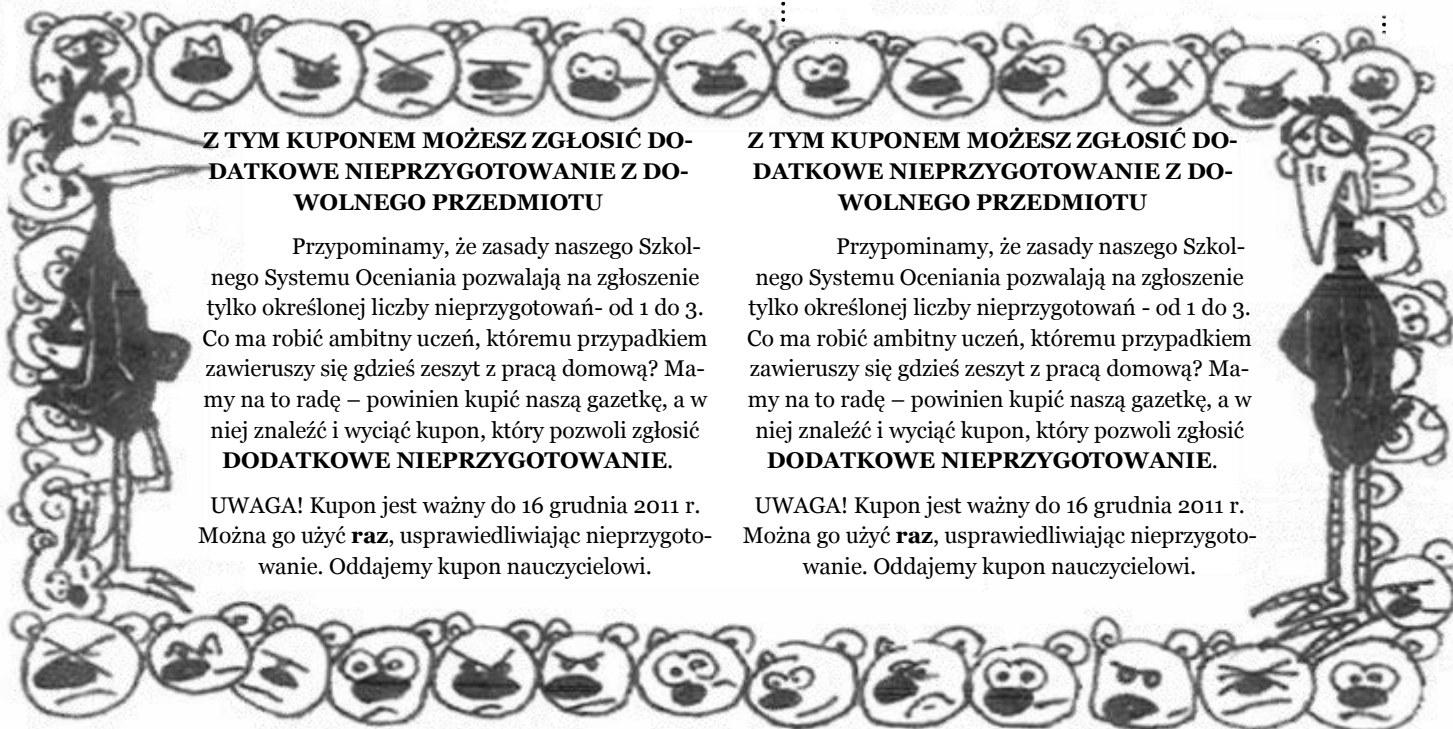 Z TYM KUPONEM MOŻESZ ZGŁOSIĆ DO-
DATKOWE NIEPRZYGOTOWANIE Z DO-
WOLNEGO PRZEDMIOTU
Przypominamy, że zasady naszego Szkol-
nego Systemu Oceniania pozwalają na zgłoszenie
tylko określonej liczby nieprzygotowań- od 1 do 3.
Co ma robić ambitny uczeń, któremu przypadkiem
zawieruszy się gdzieś zeszyt z pracą domową? Ma-
my na to radę – powinien kupić naszą gazetkę, a w
niej znaleźć i wyciąć kupon, który pozwoli zgłosić
DODATKOWE NIEPRZYGOTOWANIE.
UWAGA! Kupon jest ważny do 16 grudnia 2011 r.
Można go użyć raz, usprawiedliwiając nieprzygoto-
wanie. Oddajemy kupon nauczycielowi.
Z TYM KUPONEM MOŻESZ ZGŁOSIĆ DO-
DATKOWE NIEPRZYGOTOWANIE Z DO-
WOLNEGO PRZEDMIOTU
Przypominamy, że zasady naszego Szkol-
nego Systemu Oceniania pozwalają na zgłoszenie
tylko określonej liczby nieprzygotowań - od 1 do 3.
Co ma robić ambitny uczeń, któremu przypadkiem
zawieruszy się gdzieś zeszyt z pracą domową? Ma-
my na to radę – powinien kupić naszą gazetkę, a w
niej znaleźć i wyciąć kupon, który pozwoli zgłosić
DODATKOWE NIEPRZYGOTOWANIE.
UWAGA! Kupon jest ważny do 16 grudnia 2011 r.
Można go użyć raz, usprawiedliwiając nieprzygoto-
wanie. Oddajemy kupon nauczycielowi.